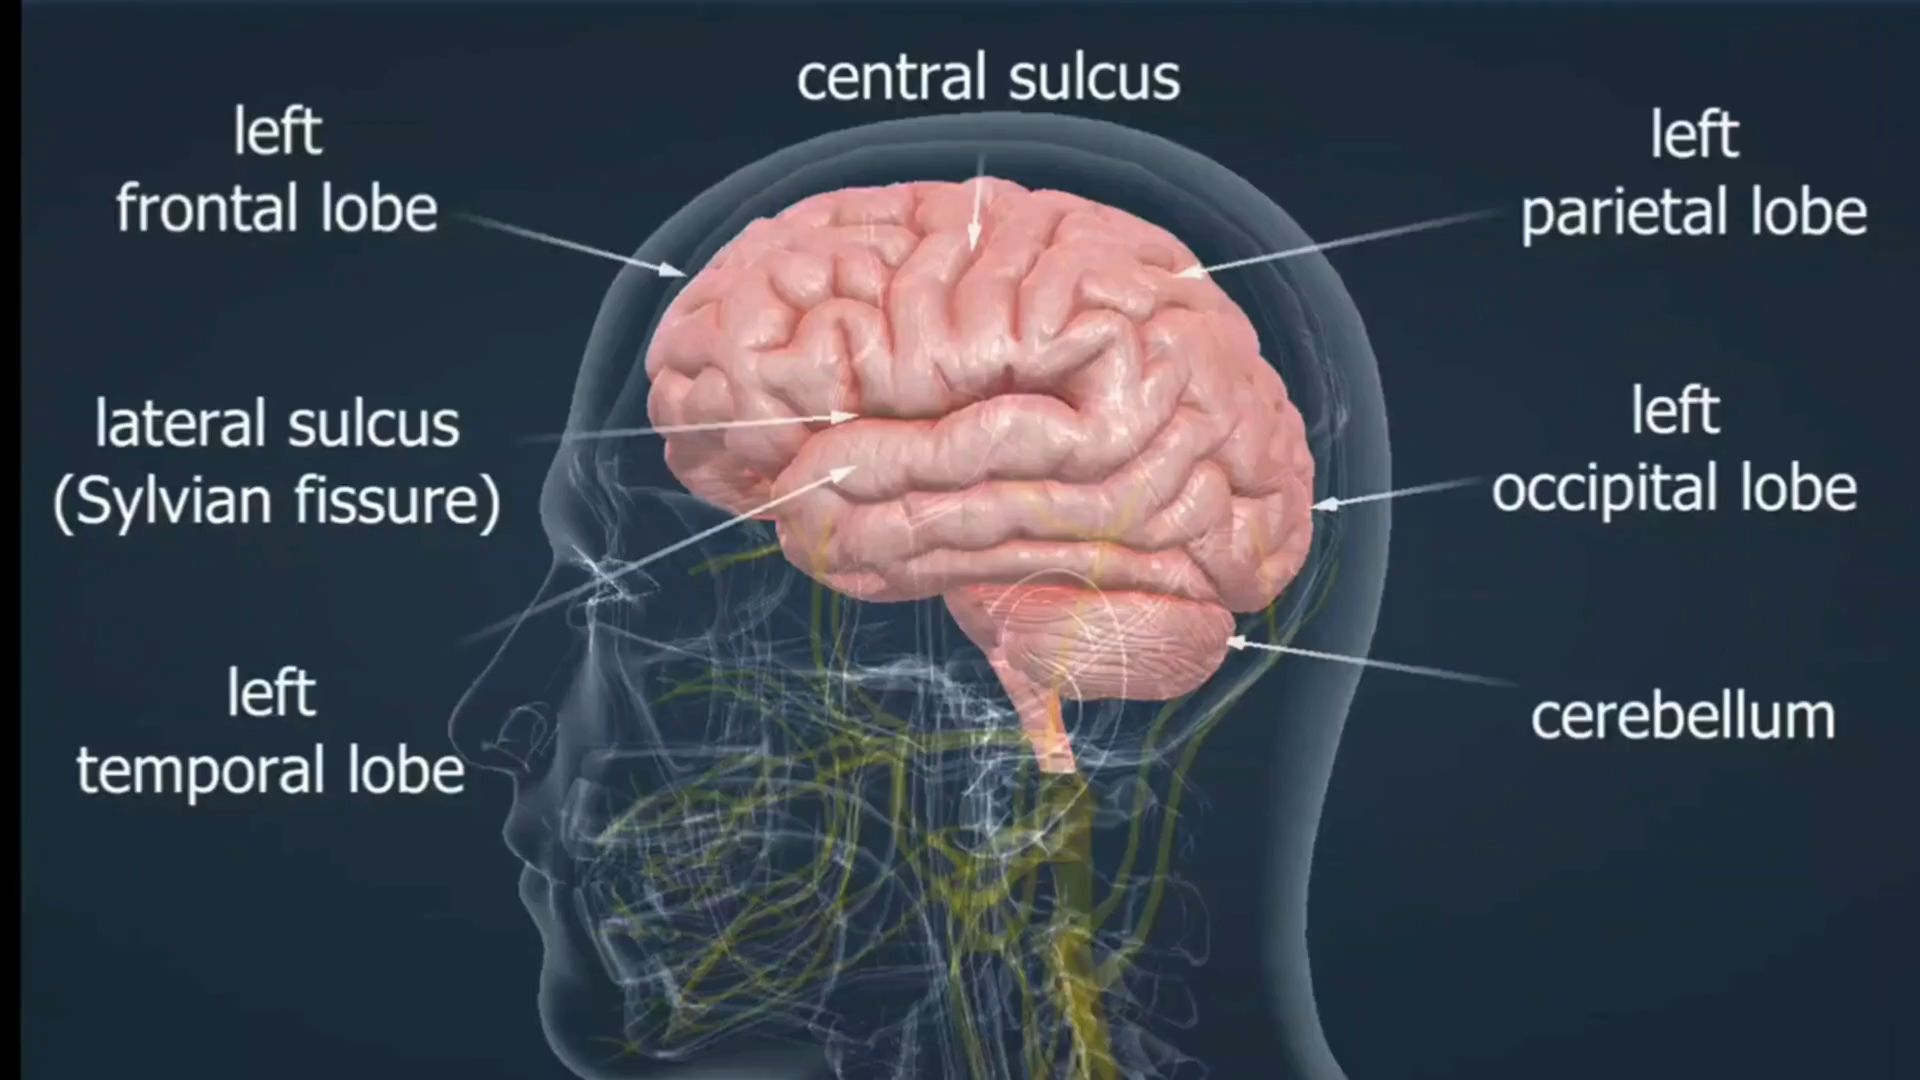 central sulcus
left
frontal lobe
left
parietal lobe
lateral sulcus
(Sylvian fissure)
left
occipital lobe
left
temporal lobe
cerebellum